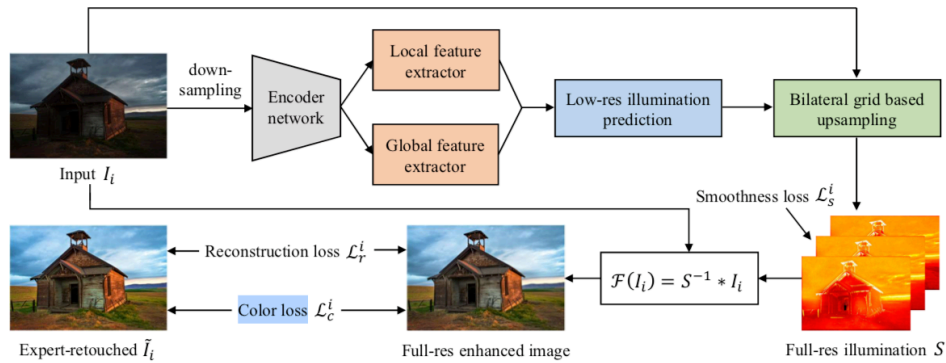 down-
sampling
Encoder
network
Local feature
extractor
Global feature
extractor
Low-res illumination
prediction
Bilateral grid based
upsampling
Input I_i
Smoothness loss ℒ_s^i
Reconstruction loss ℒ_r^i
Color loss ℒ_c^i
ℱ(I_i) = S^{-1} * I_i
Expert-retouched Ĩ_i
Full-res enhanced image
Full-res illumination S